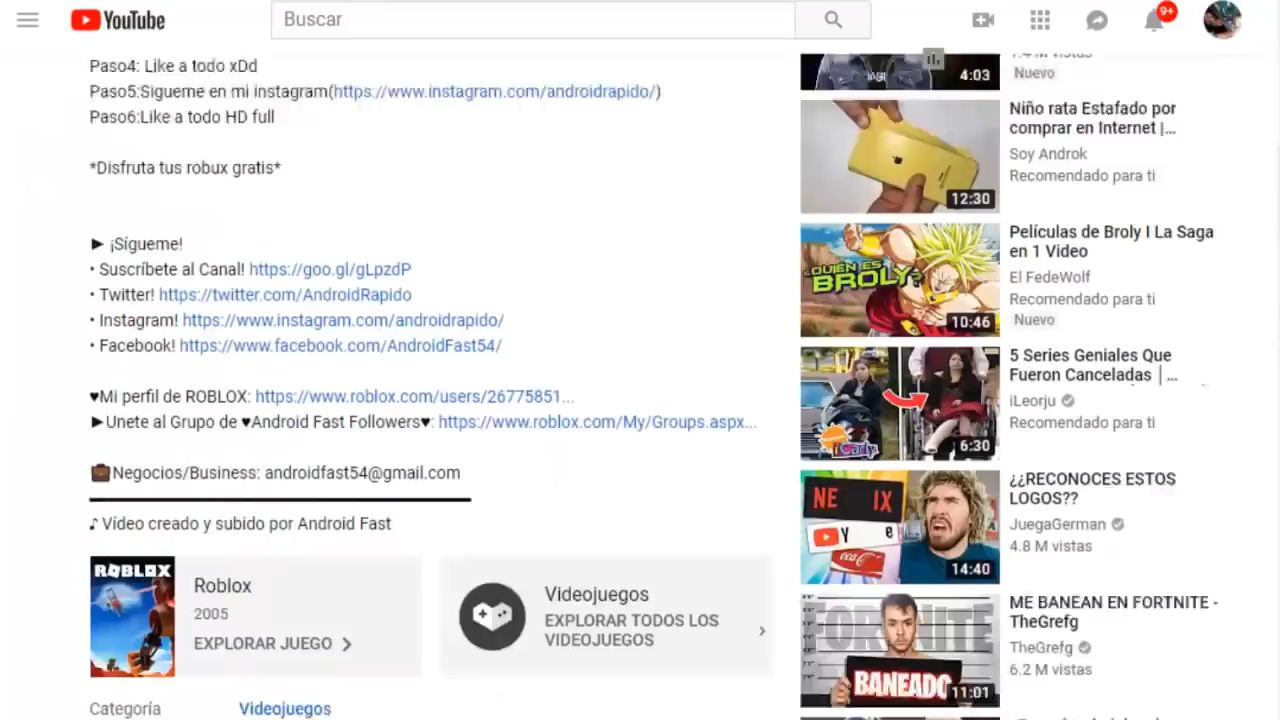 YouTube
Buscar
9+
Paso4: Like a todo xDd
Paso5:Sigueme en mi instagram(https://www.instagram.com/androidrapido/)
Paso6:Like a todo HD full
*Disfruta tus robux gratis*
► ¡Sígueme!
• Suscríbete al Canal! https://goo.gl/gLpzdP
• Twitter! https://twitter.com/AndroidRapido
• Instagram! https://www.instagram.com/androidrapido/
• Facebook! https://www.facebook.com/AndroidFast54/
♥Mi perfil de ROBLOX: https://www.roblox.com/users/26775851...
►Unete al Grupo de ♥Android Fast Followers♥: https://www.roblox.com/My/Groups.aspx...
Negocios/Business: androidfast54@gmail.com
♪ Vídeo creado y subido por Android Fast
ROBLOX
Roblox
2005
EXPLORAR JUEGO
Videojuegos
EXPLORAR TODOS LOS
VIDEOJUEGOS
Categoría
Videojuegos
4:03
Nuevo
12:30
Niño rata Estafado por
comprar en Internet |...
Soy Androk
Recomendado para ti
¿QUIÉN ES
BROLY?
10:46
Películas de Broly I La Saga
en 1 Video
El FedeWolf
Recomendado para ti
Nuevo
6:30
5 Series Geniales Que
Fueron Canceladas | ...
iLeorju
Recomendado para ti
NE IX
Y e
Coca
14:40
¿¿RECONOCES ESTOS
LOGOS??
JuegaGerman
4.8 M vistas
FORTNITE
BANEADO
11:01
ME BANEAN EN FORTNITE -
TheGrefg
TheGrefg
6.2 M vistas